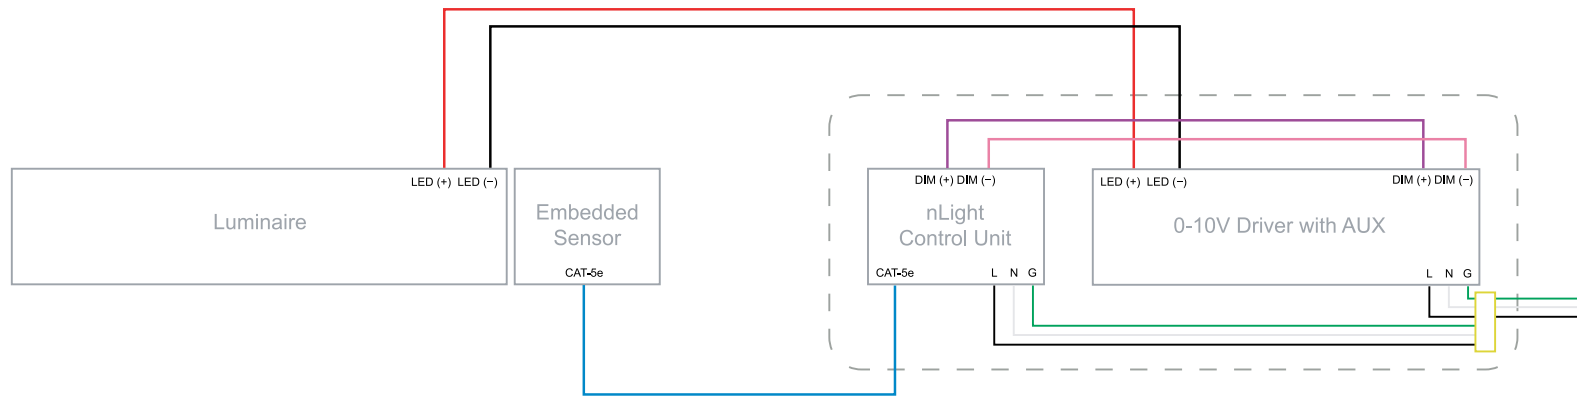 LED (+) LED (−)
Luminaire
Embedded
Sensor
CAT-5e
DIM (+) DIM (−)
nLight
Control Unit
CAT-5e
L N G
LED (+) LED (−)
DIM (+) DIM (−)
0-10V Driver with AUX
L N G